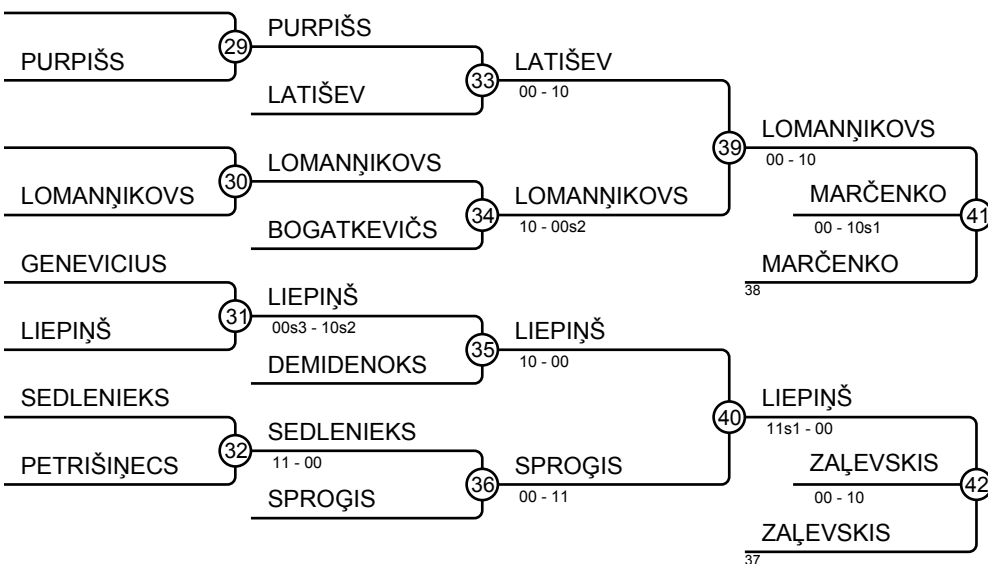 PURPIŠS
29
PURPIŠS
LATIŠEV
33
LATIŠEV
00 - 10
LOMANŅIKOVS
30
LOMANŅIKOVS
BOGATKEVIČS
34
LOMANŅIKOVS
10 - 00s2
39
LOMANŅIKOVS
00 - 10
MARČENKO
00 - 10s1
41
MARČENKO
38
GENEVICIUS
LIEPIŅŠ
31
LIEPIŅŠ
00s3 - 10s2
DEMIDENOKS
35
LIEPIŅŠ
10 - 00
SEDLENIEKS
PETRIŠIŅECS
32
SEDLENIEKS
11 - 00
SPROĢIS
36
SPROĢIS
00 - 11
40
LIEPIŅŠ
11s1 - 00
ZAĻEVSKIS
00 - 10
42
ZAĻEVSKIS
37